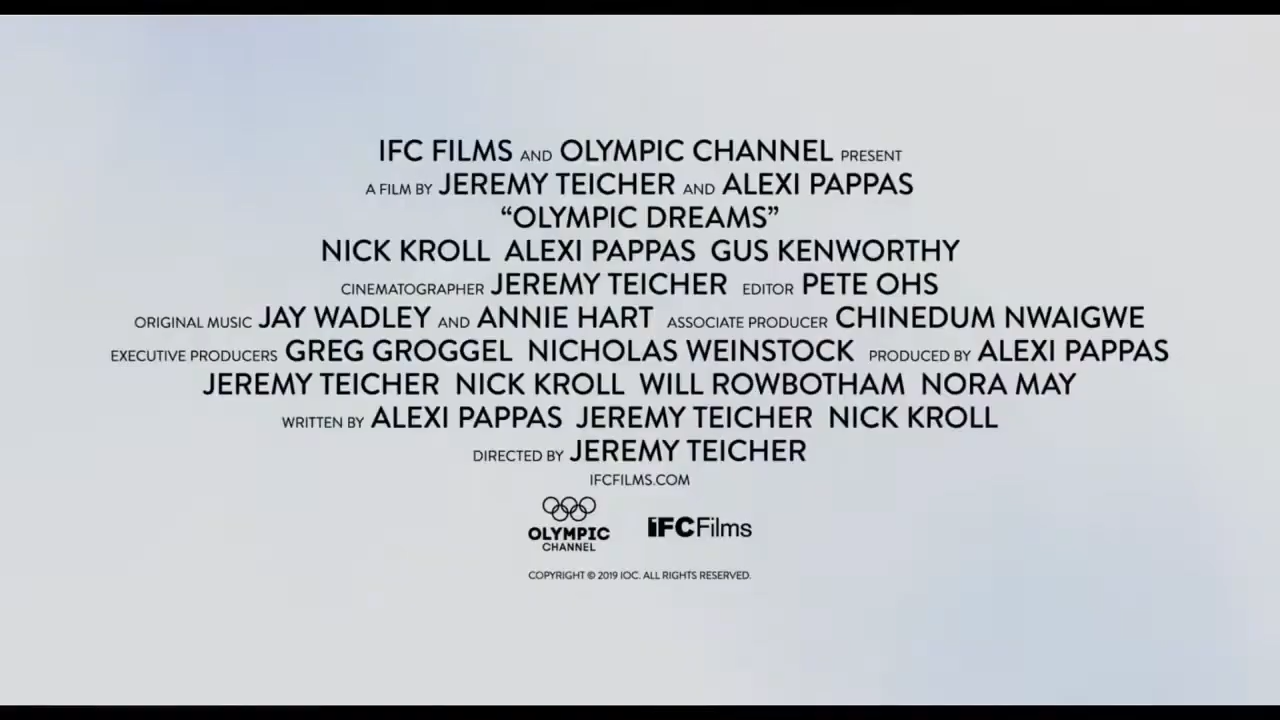 IFC FILMS AND OLYMPIC CHANNEL PRESENT
A FILM BY JEREMY TEICHER AND ALEXI PAPPAS
“OLYMPIC DREAMS”
NICK KROLL ALEXI PAPPAS GUS KENWORTHY
CINEMATOGRAPHER JEREMY TEICHER EDITOR PETE OHS
ORIGINAL MUSIC JAY WADLEY AND ANNIE HART ASSOCIATE PRODUCER CHINEDUM NWAIGWE
EXECUTIVE PRODUCERS GREG GROGGEL NICHOLAS WEINSTOCK PRODUCED BY ALEXI PAPPAS
JEREMY TEICHER NICK KROLL WILL ROWBOTHAM NORA MAY
WRITTEN BY ALEXI PAPPAS JEREMY TEICHER NICK KROLL
DIRECTED BY JEREMY TEICHER
IFCFILMS.COM
OLYMPIC
CHANNEL
IFC Films
COPYRIGHT © 2019 IOC. ALL RIGHTS RESERVED.